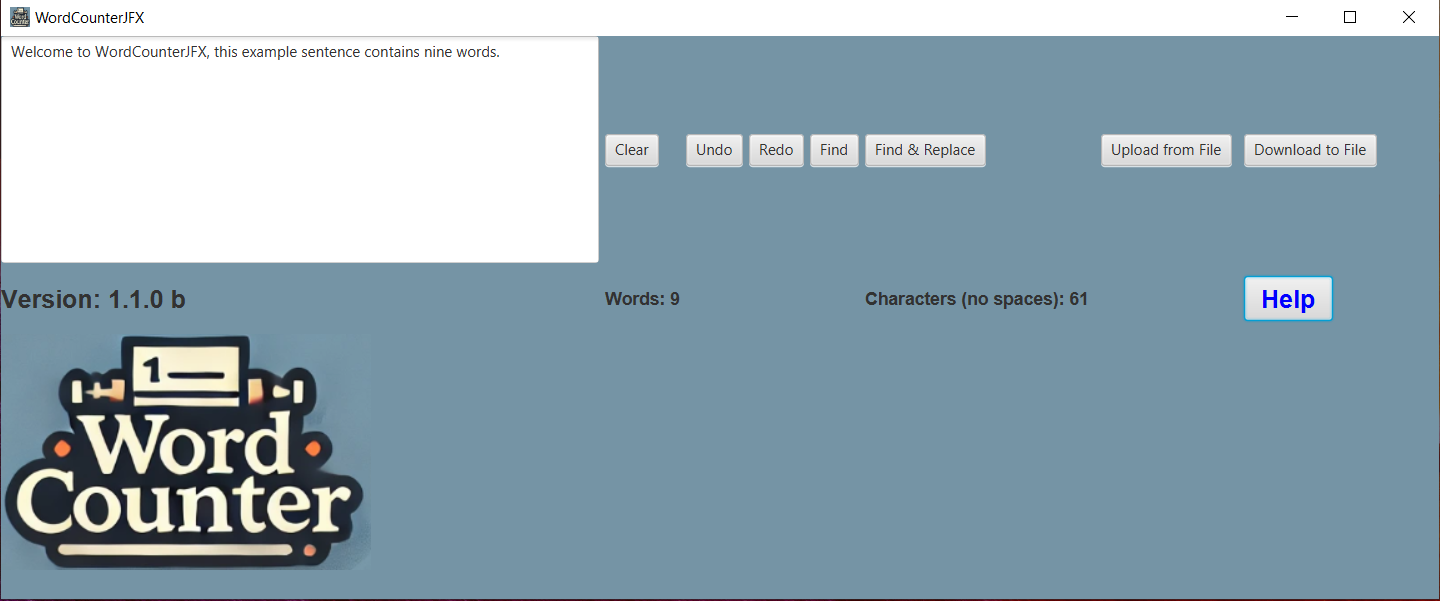 WordCounterJFX
Welcome to WordCounterJFX, this example sentence contains nine words.
Clear
Undo
Redo
Find
Find & Replace
Upload from File
Download to File
Version: 1.1.0 b
Words: 9
Characters (no spaces): 61
Help
1
Word
Counter